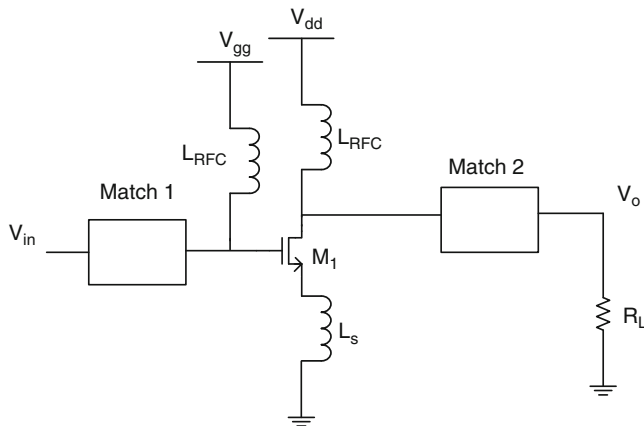 V_dd
V_gg
L_RFC
L_RFC
Match 1
Match 2
V_o
V_in
M_1
L_s
R_L